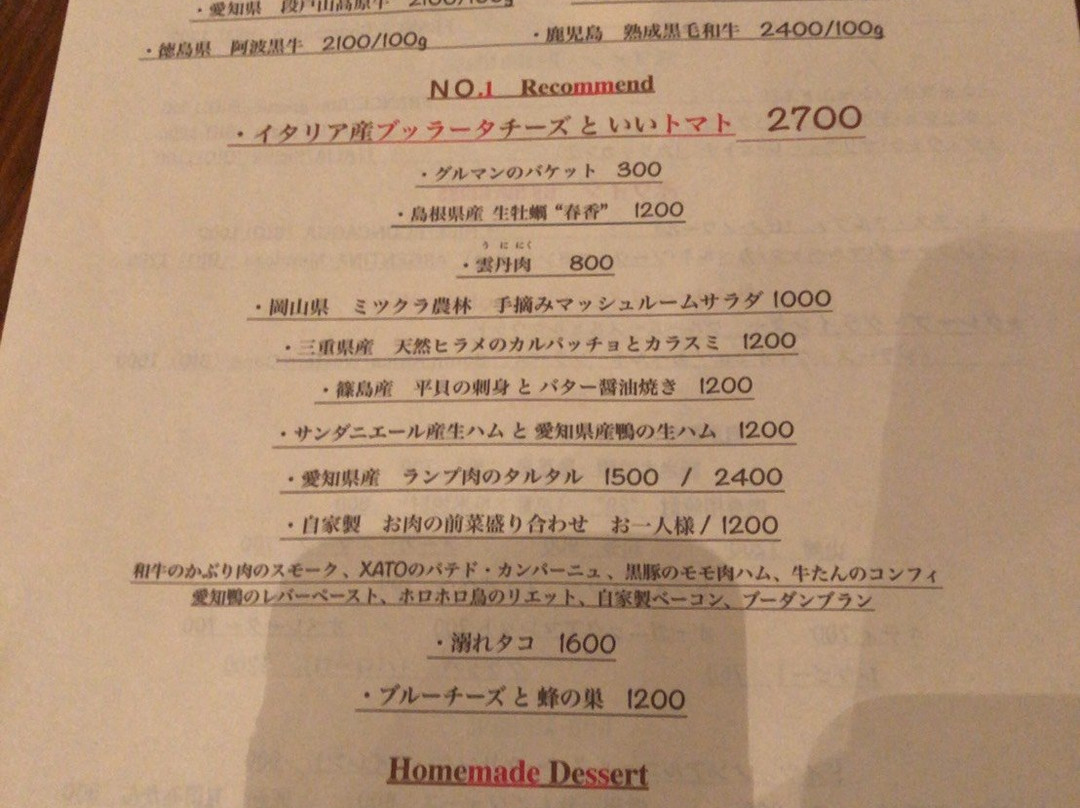 ・愛知県 段戸山高原牛 2100/100g
・徳島県 阿波黒牛 2100/100g ・鹿児島 熟成黒毛和牛 2400/100g
NO.1 Recommend
・イタリア産ブッラータチーズ と いいトマト 2700
・グルマンのバケット 300
・島根県産 生牡蠣 “春香” 1200
うににく
・雲丹肉 800
・岡山県 ミツクラ農林 手摘みマッシュルームサラダ 1000
・三重県産 天然ヒラメのカルパッチョとカラスミ 1200
・篠島産 平貝の刺身 と バター醤油焼き 1200
・サンダニエール産生ハム と 愛知県産鴨の生ハム 1200
・愛知県産 ランプ肉のタルタル 1500 / 2400
・自家製 お肉の前菜盛り合わせ お一人様 / 1200
和牛のかぶり肉のスモーク、XATOのパテド・カンパーニュ、黒豚のモモ肉ハム、牛たんのコンフィ
愛知鴨のレバーペースト、ホロホロ鳥のリエット、自家製ベーコン、ブーダンブラン
・溺れタコ 1600
・ブルーチーズ と 蜂の巣 1200
Homemade Dessert